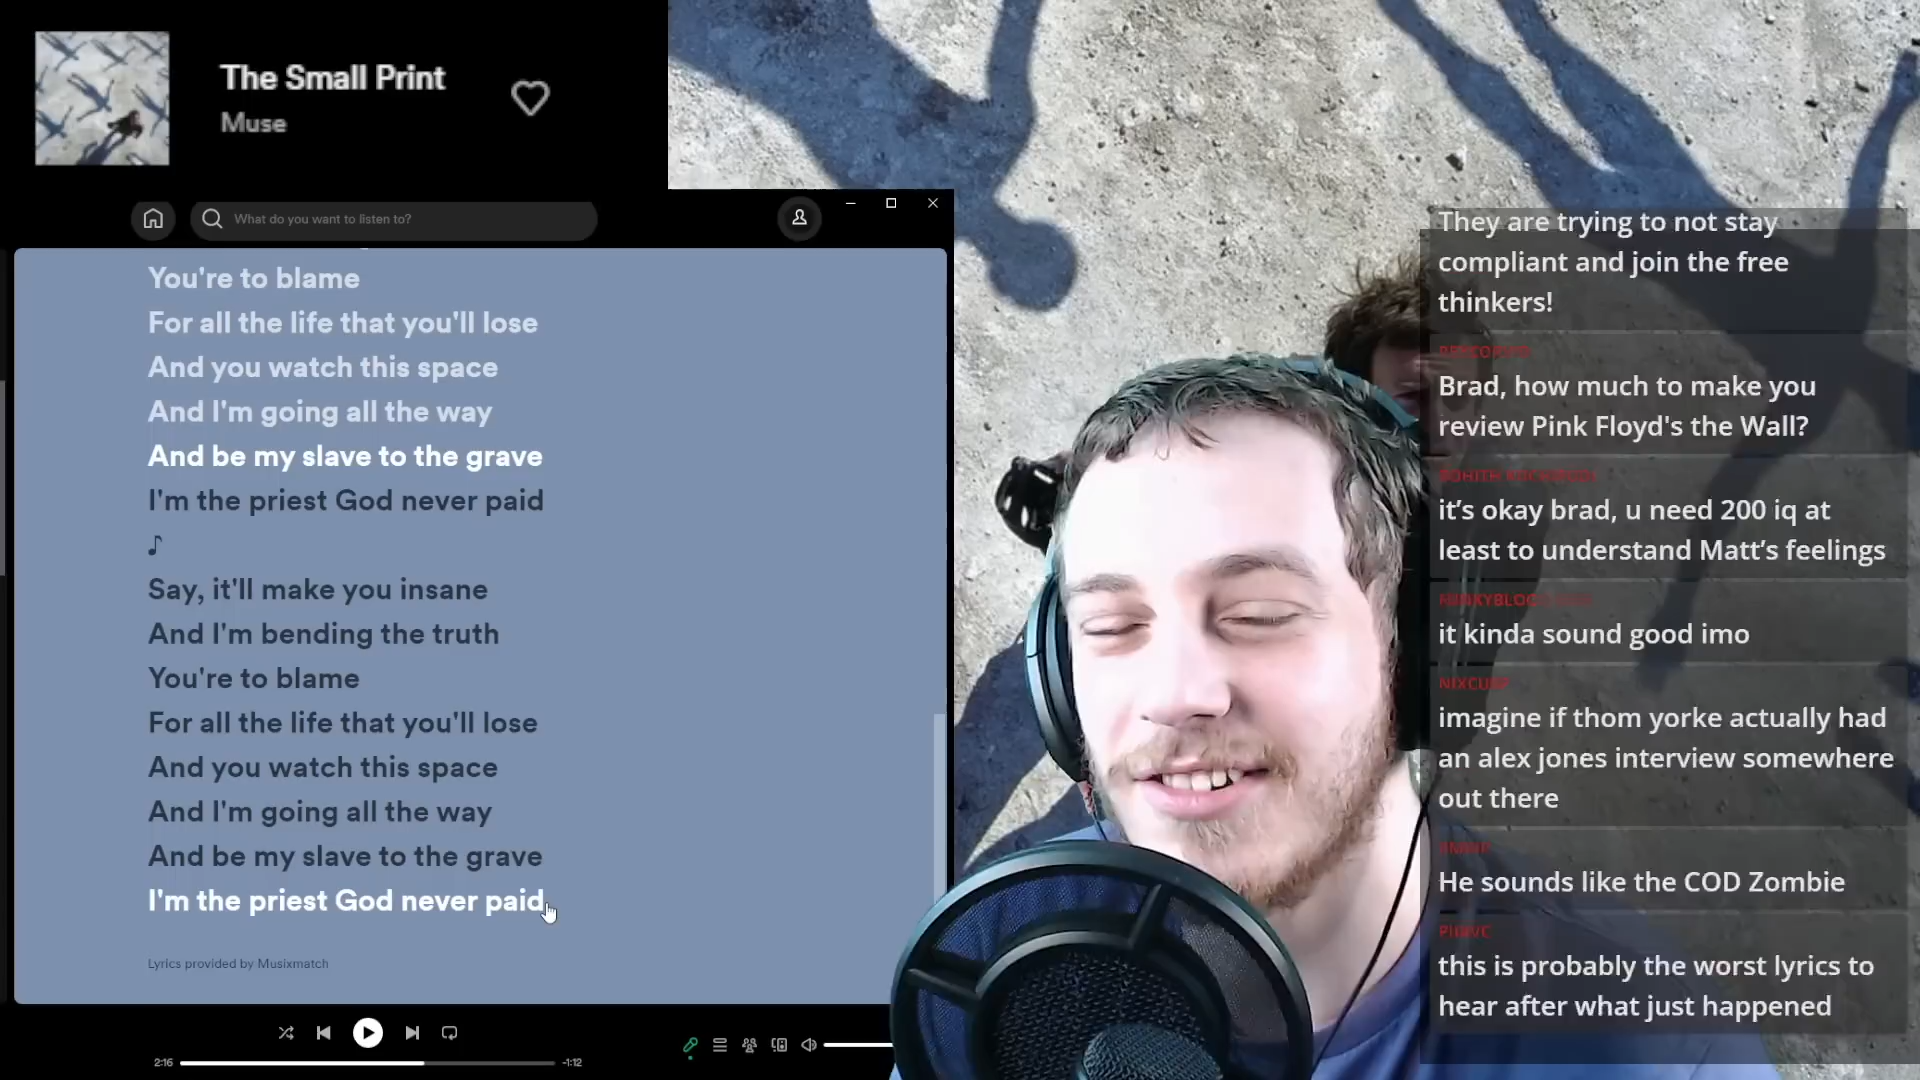 The Small Print
Muse
What do you want to listen to?
You're to blame
For all the life that you'll lose
And you watch this space
And I'm going all the way
And be my slave to the grave
I'm the priest God never paid
♪
Say, it'll make you insane
And I'm bending the truth
You're to blame
For all the life that you'll lose
And you watch this space
And I'm going all the way
And be my slave to the grave
I'm the priest God never paid
Lyrics provided by Musixmatch
2:16
-1:12
They are trying to not stay
compliant and join the free
thinkers!
Brad, how much to make you
review Pink Floyd's the Wall?
it’s okay brad, u need 200 iq at
least to understand Matt’s feelings
it kinda sound good imo
imagine if thom yorke actually had
an alex jones interview somewhere
out there
He sounds like the COD Zombie
this is probably the worst lyrics to
hear after what just happened